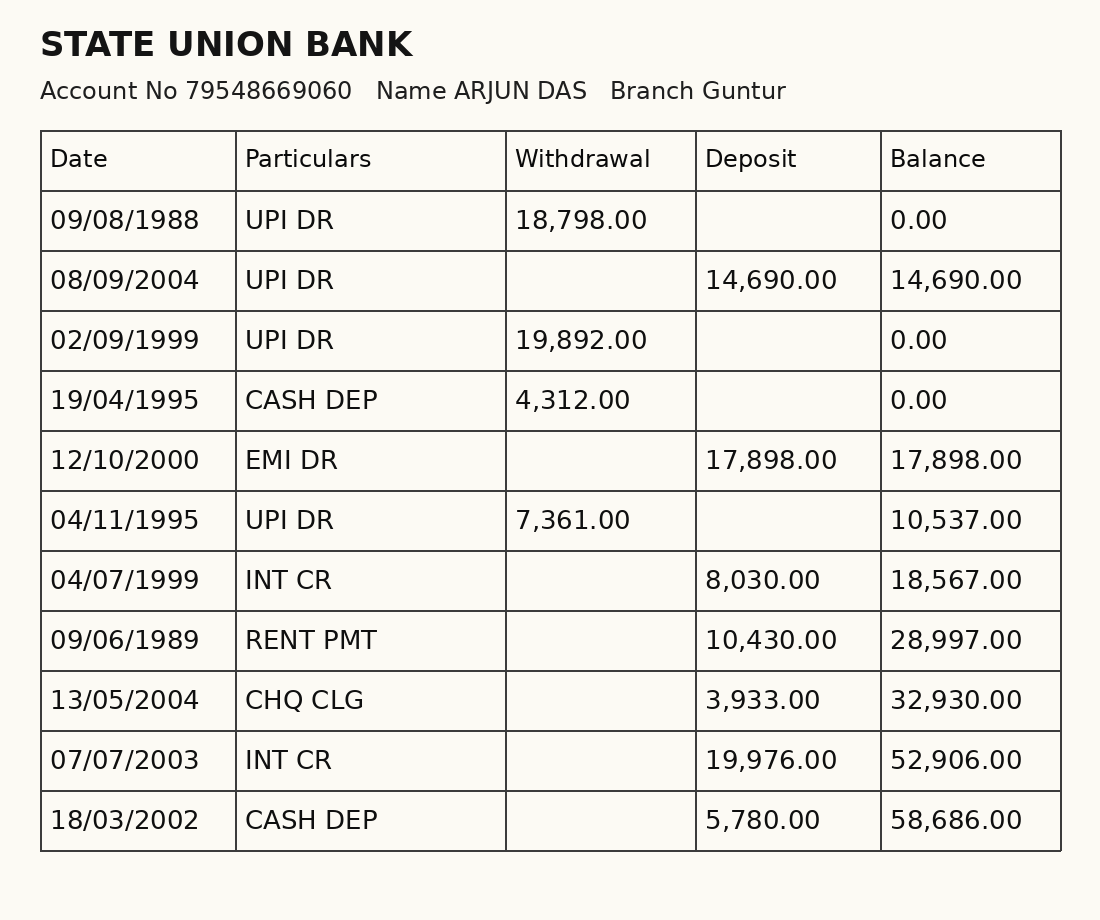 STATE UNION BANK
Account No 79548669060 Name ARJUN DAS Branch Guntur
Date Particulars Withdrawal Deposit Balance
09/08/1988 UPI DR 18,798.00 0.00
08/09/2004 UPI DR 14,690.00 14,690.00
02/09/1999 UPI DR 19,892.00 0.00
19/04/1995 CASH DEP 4,312.00 0.00
12/10/2000 EMI DR 17,898.00 17,898.00
04/11/1995 UPI DR 7,361.00 10,537.00
04/07/1999 INT CR 8,030.00 18,567.00
09/06/1989 RENT PMT 10,430.00 28,997.00
13/05/2004 CHQ CLG 3,933.00 32,930.00
07/07/2003 INT CR 19,976.00 52,906.00
18/03/2002 CASH DEP 5,780.00 58,686.00